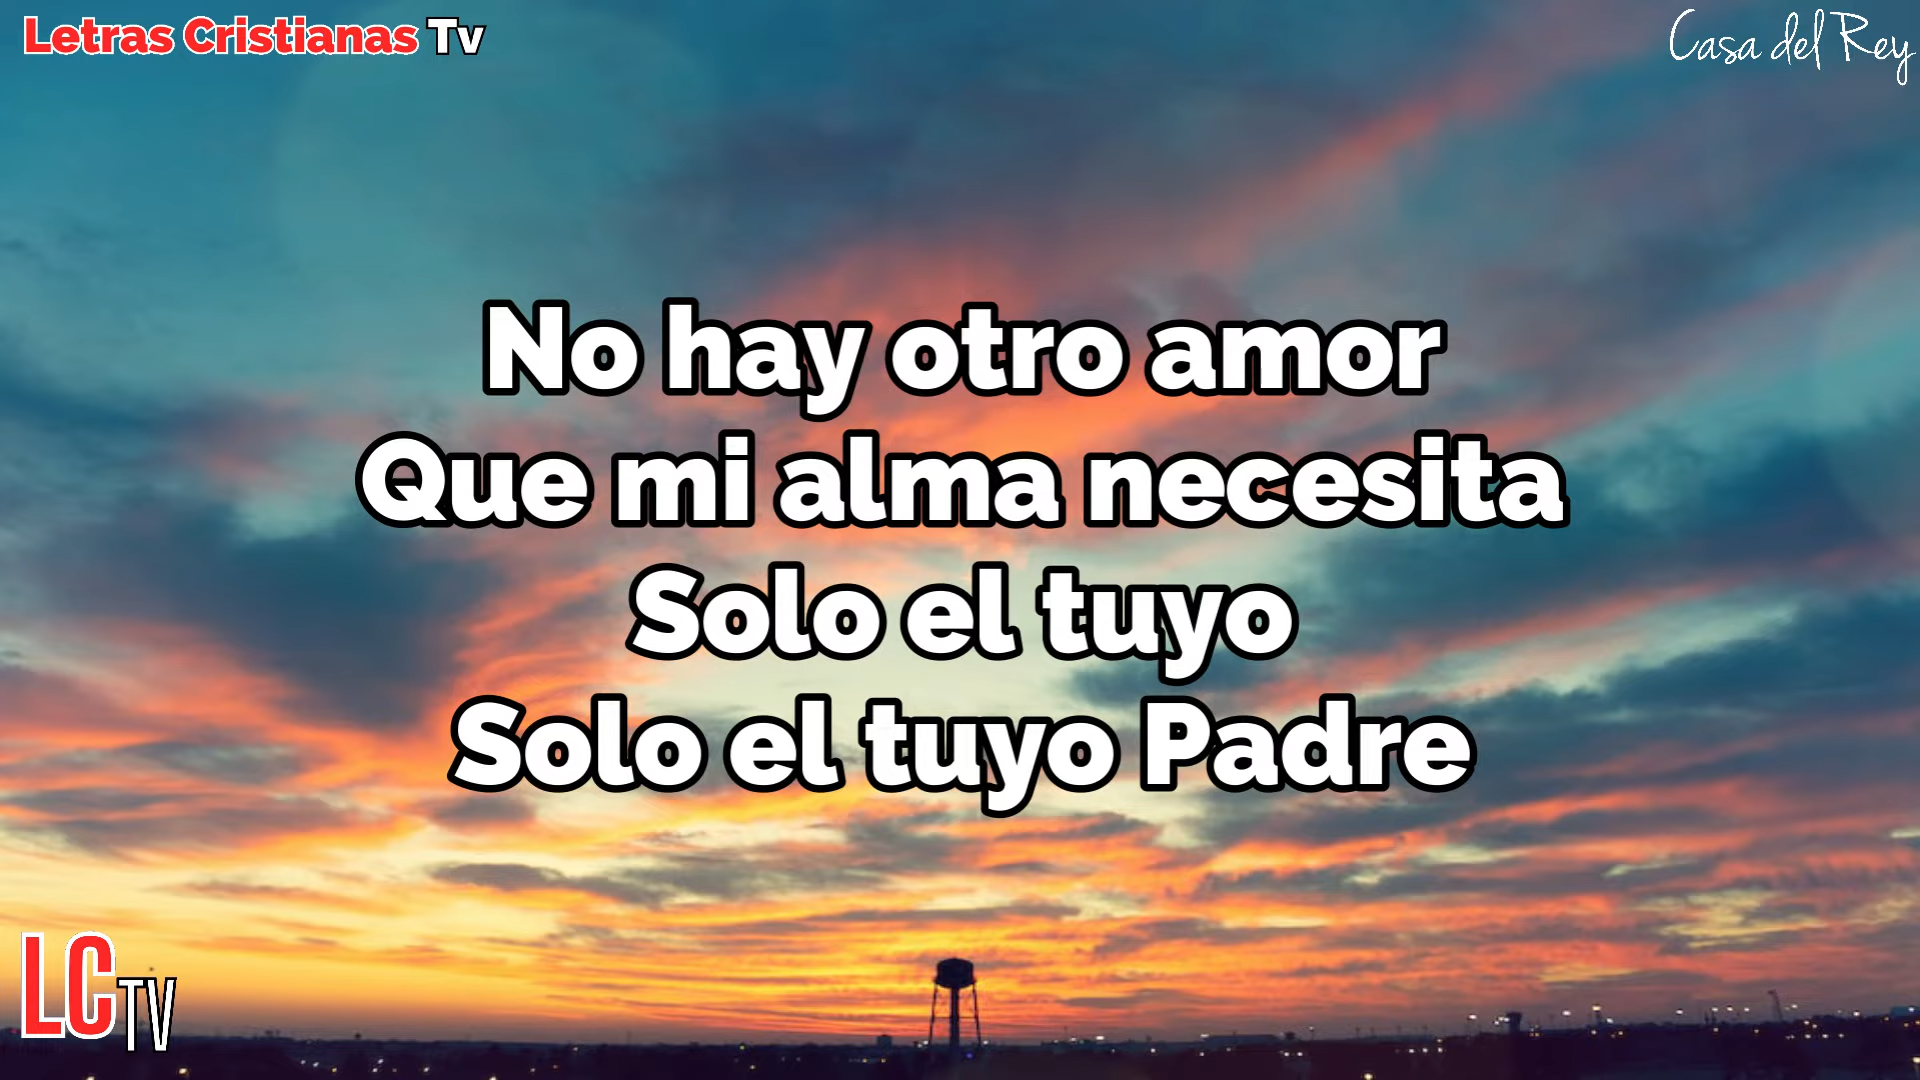 Letras Cristianas Tv
Casa del Rey
No hay otro amor
Que mi alma necesita
Solo el tuyo
Solo el tuyo Padre
LC TV